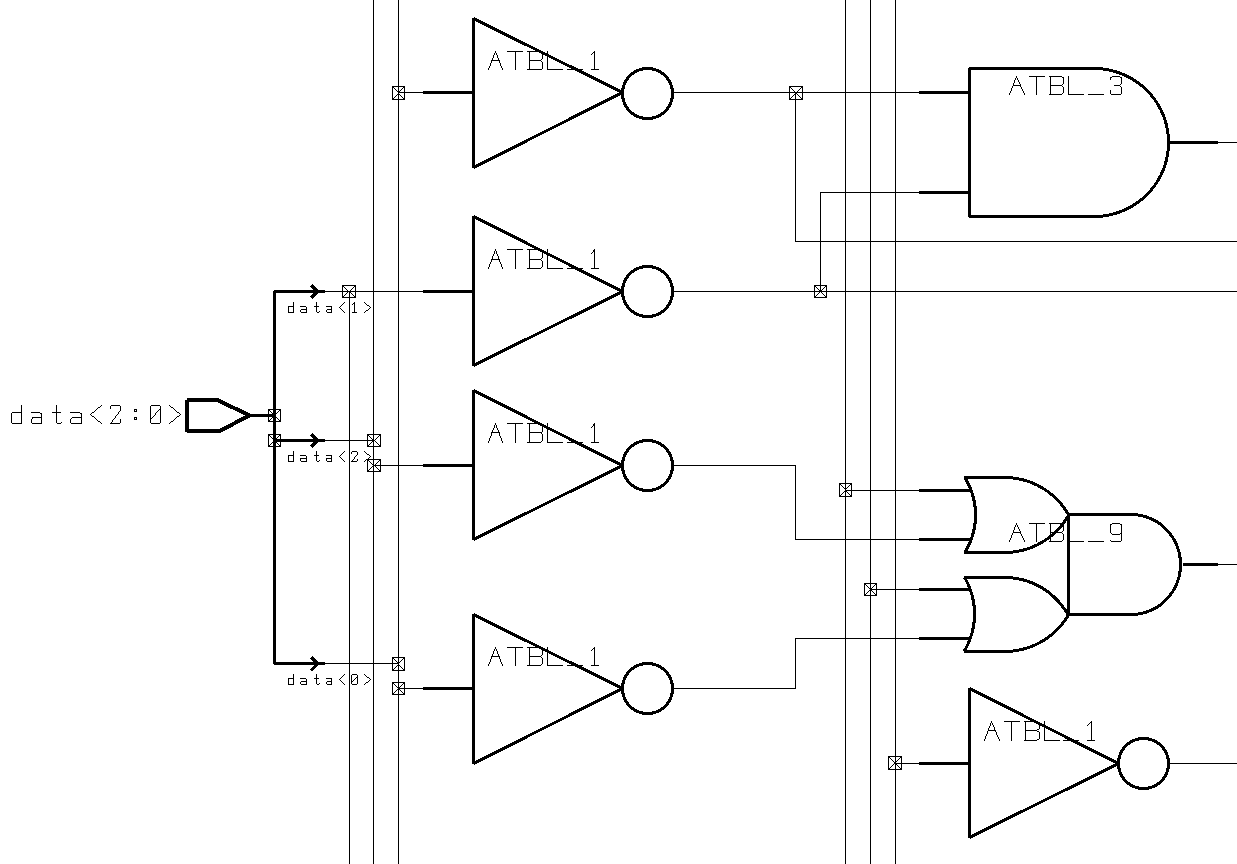 ATBL_1
ATBL_3
ATBL_1
data<1>
data<2:0>
ATBL_1
data<2>
ATBL_9
ATBL_1
data<0>
ATBL_1